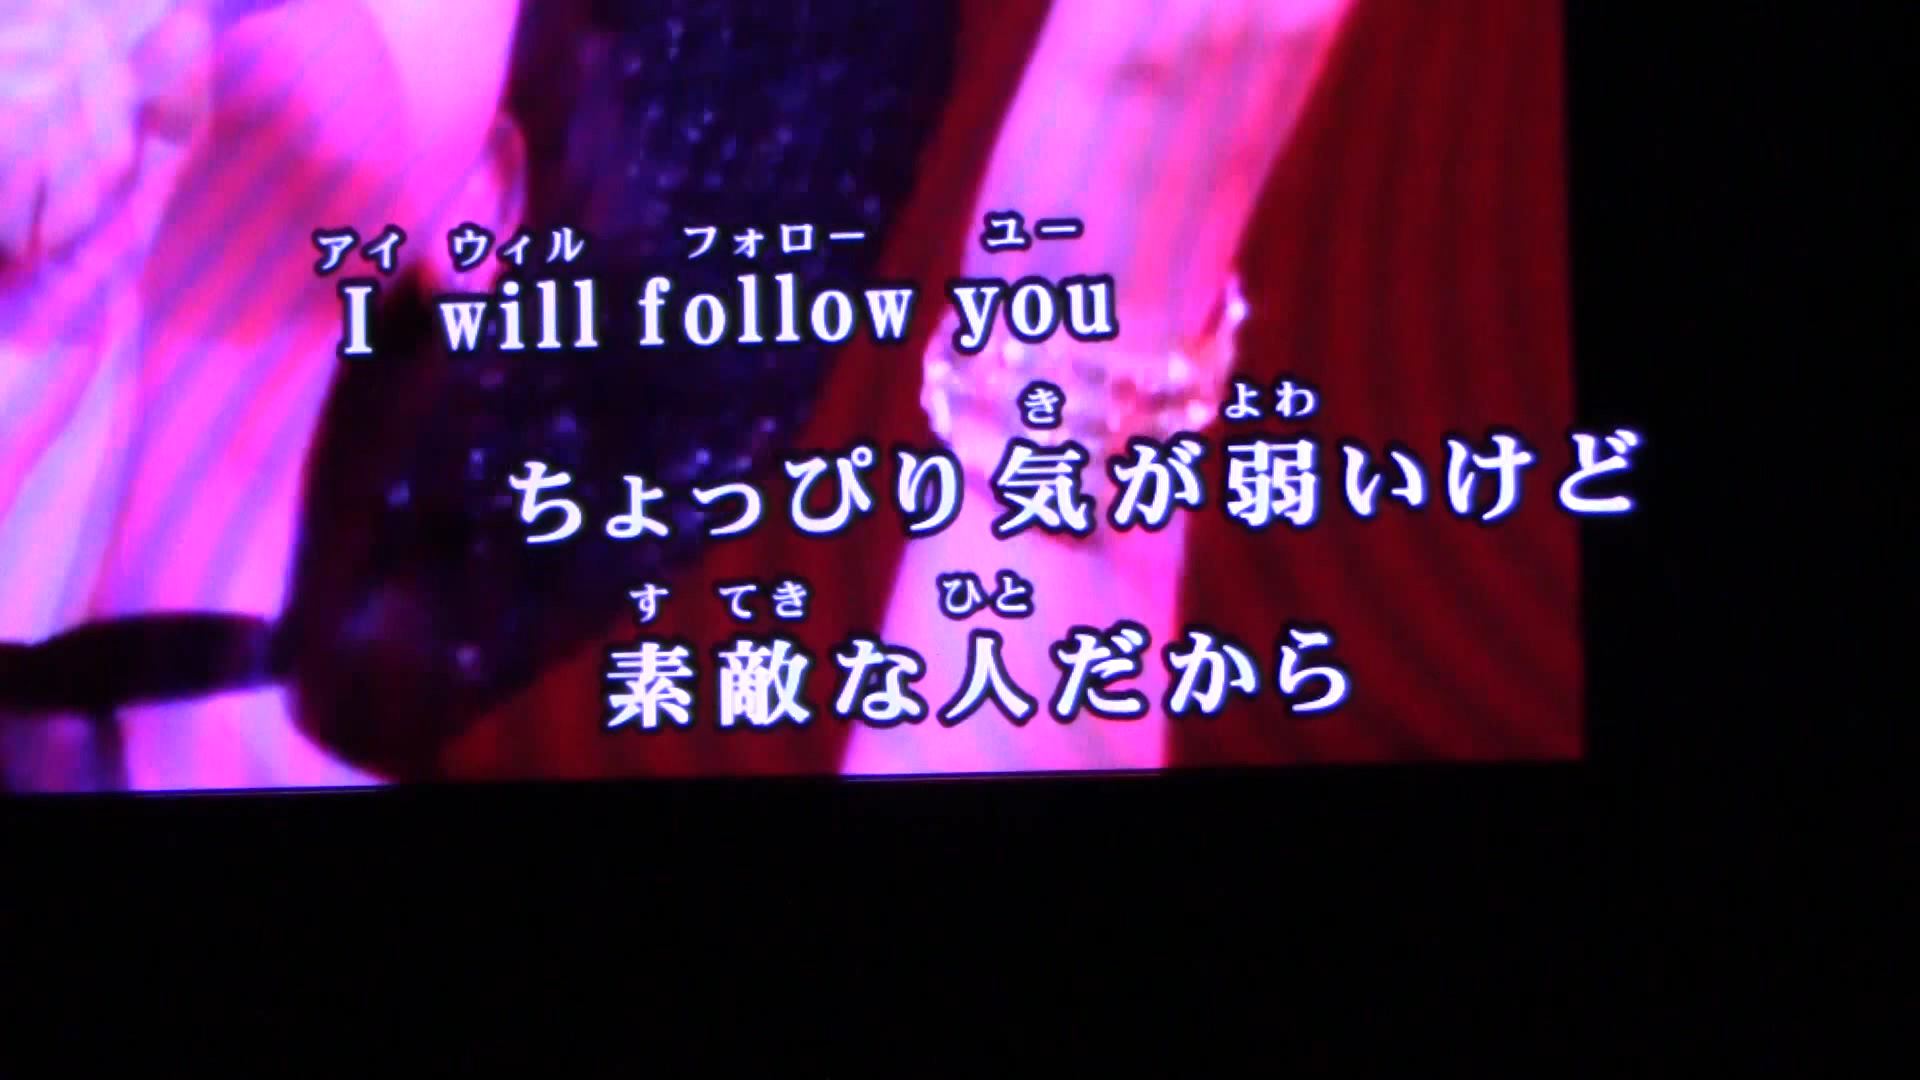 アイ ウィル フォロー ユー
I will follow you
き よわ
ちょっぴり気が弱いけど
す てき ひと
素敵な人だから